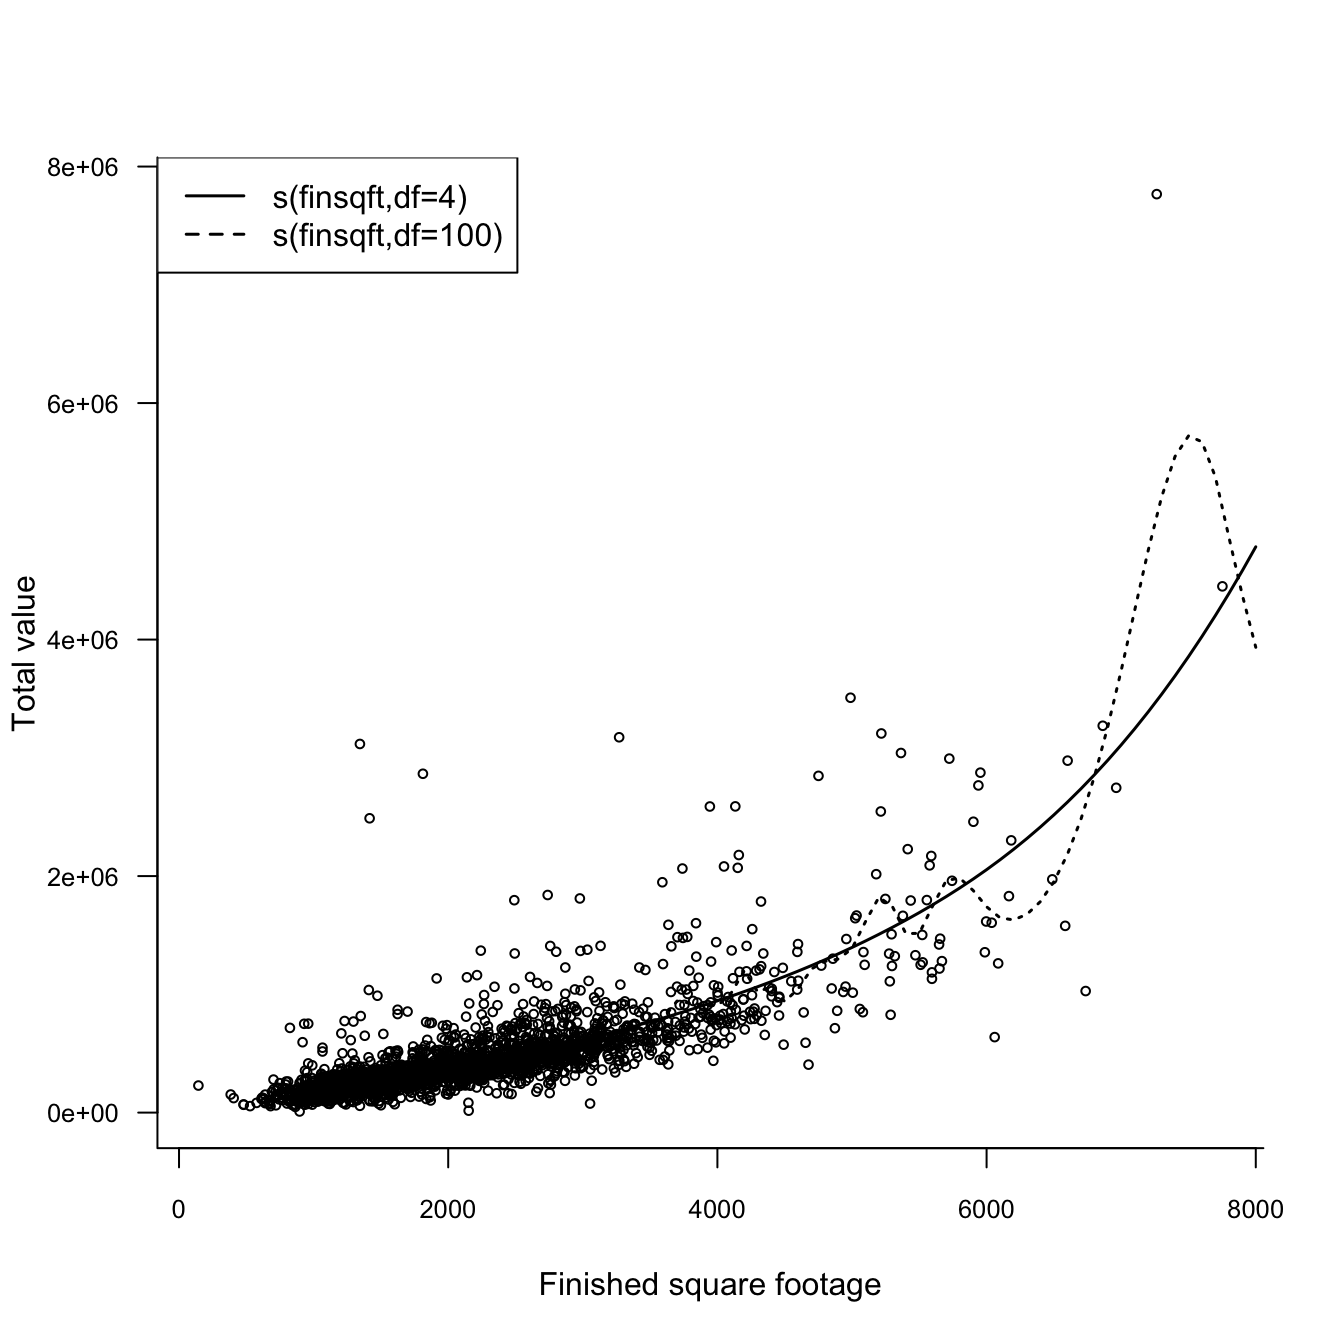 8e+06
s(finsqft,df=4)
s(finsqft,df=100)
6e+06
4e+06
2e+06
0e+00
Total value
0 2000 4000 6000 8000
Finished square footage